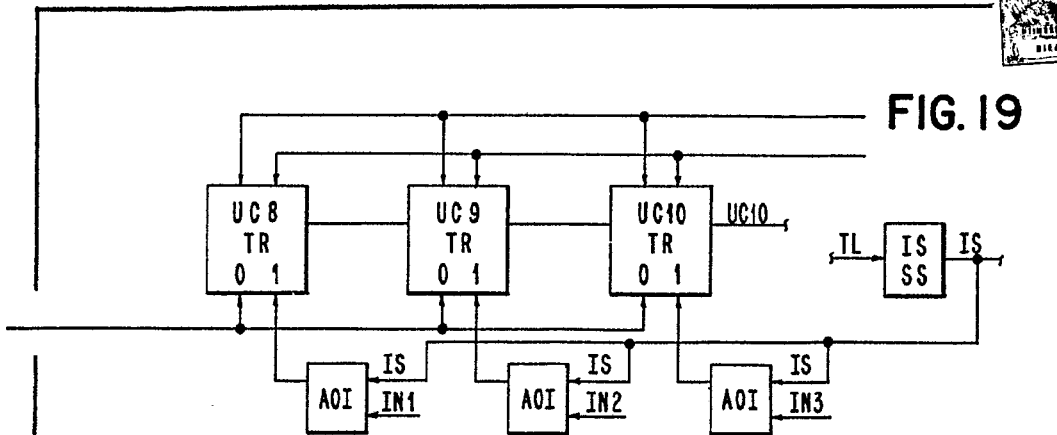 FIG. 19
UC8 UC9 UC10 UC10
TR TR TR TL IS IS
0 1 0 1 0 1 SS
IS IS IS
AOI IN1 AOI IN2 AOI IN3